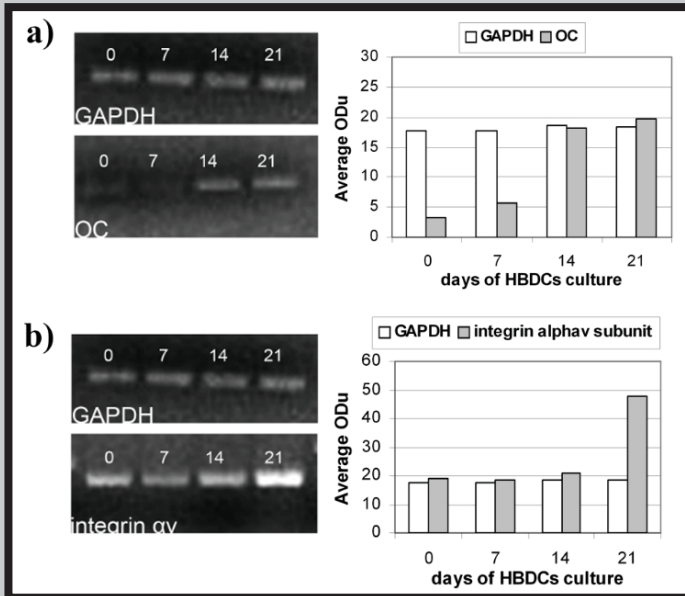 a)
0 7 14 21
GAPDH
0 7 14 21
OC
GAPDH OC
30
25
20
15
10
5
0
Average ODu
0 7 14 21
days of HBDCs culture
b)
0 7 14 21
GAPDH
0 7 14 21
integrin αv
GAPDH integrin alphav subunit
60
50
40
30
20
10
0
Average ODu
0 7 14 21
days of HBDCs culture